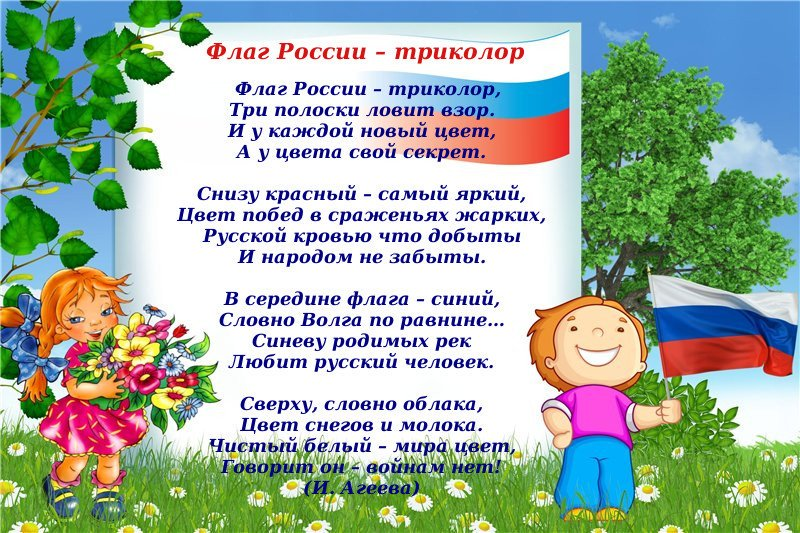 Флаг России – триколор
Флаг России – триколор,
Три полоски ловит взор.
И у каждой новый цвет,
А у цвета свой секрет.
Снизу красный – самый яркий,
Цвет побед в сраженьях жарких,
Русской кровью что добыты
И народом не забыты.
В середине флага – синий,
Словно Волга по равнине...
Синеву родимых рек
Любит русский человек.
Сверху, словно облака,
Цвет снегов и молока.
Чистый белый – мира цвет,
Говорит он – войнам нет!
(И. Агеева)